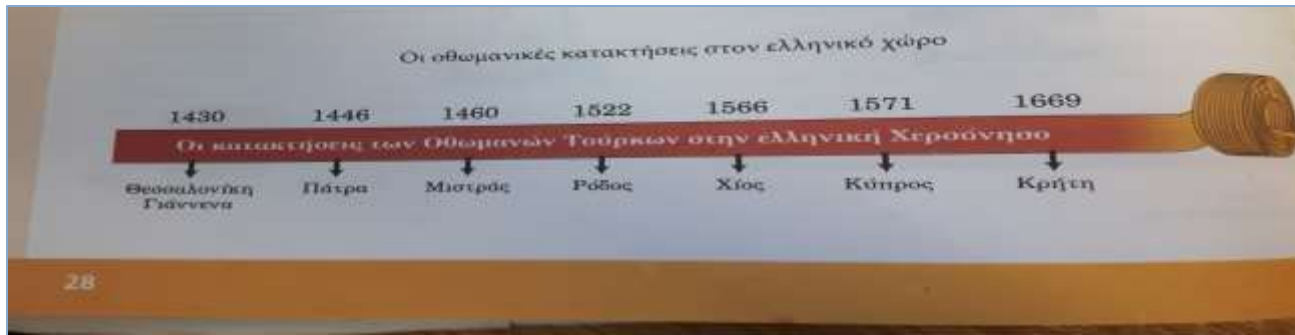 Οι οθωμανικές κατακτήσεις στον ελληνικό χώρο
1430 1446 1460 1522 1566 1571 1669
Οι κατακτήσεις των Οθωμανών Τούρκων στην ελληνική Χερσόνησο
Θεσσαλονίκη Πάτρα Μιστράς Ρόδος Χίος Κύπρος Κρήτη
Γιάννενα
28